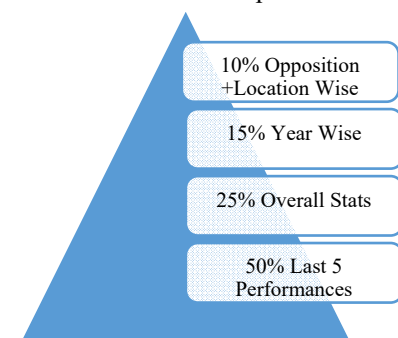 10% Opposition
+Location Wise
15% Year Wise
25% Overall Stats
50% Last 5
Performances